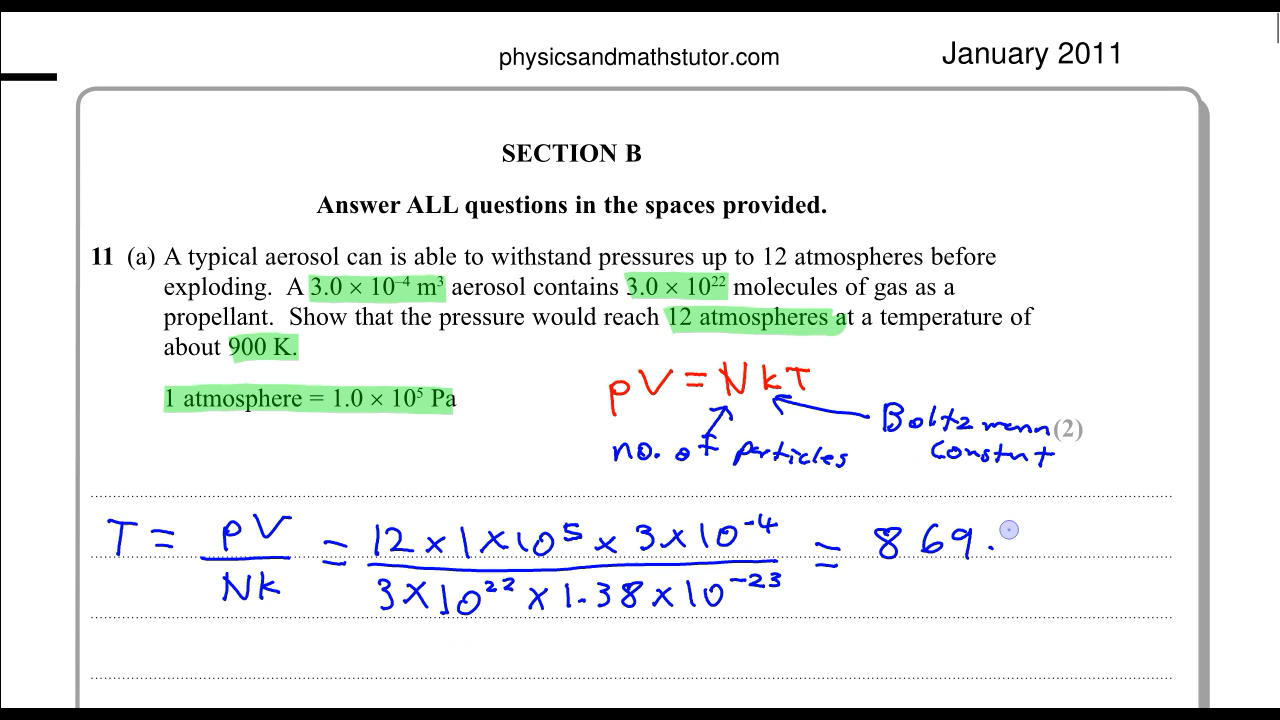 physicsandmathstutor.com January 2011
SECTION B
Answer ALL questions in the spaces provided.
11 (a) A typical aerosol can is able to withstand pressures up to 12 atmospheres before
exploding. A 3.0 × 10⁻⁴ m³ aerosol contains 3.0 × 10²² molecules of gas as a
propellant. Show that the pressure would reach 12 atmospheres at a temperature of
about 900 K.
1 atmosphere = 1.0 × 10⁵ Pa
pV = NkT
no. of particles
Boltzmann
constnt
(2)
T = pV/Nk = 12 × 1 × 10⁵ × 3 × 10⁻⁴ / 3 × 10²² × 1.38 × 10⁻²³ = 869.